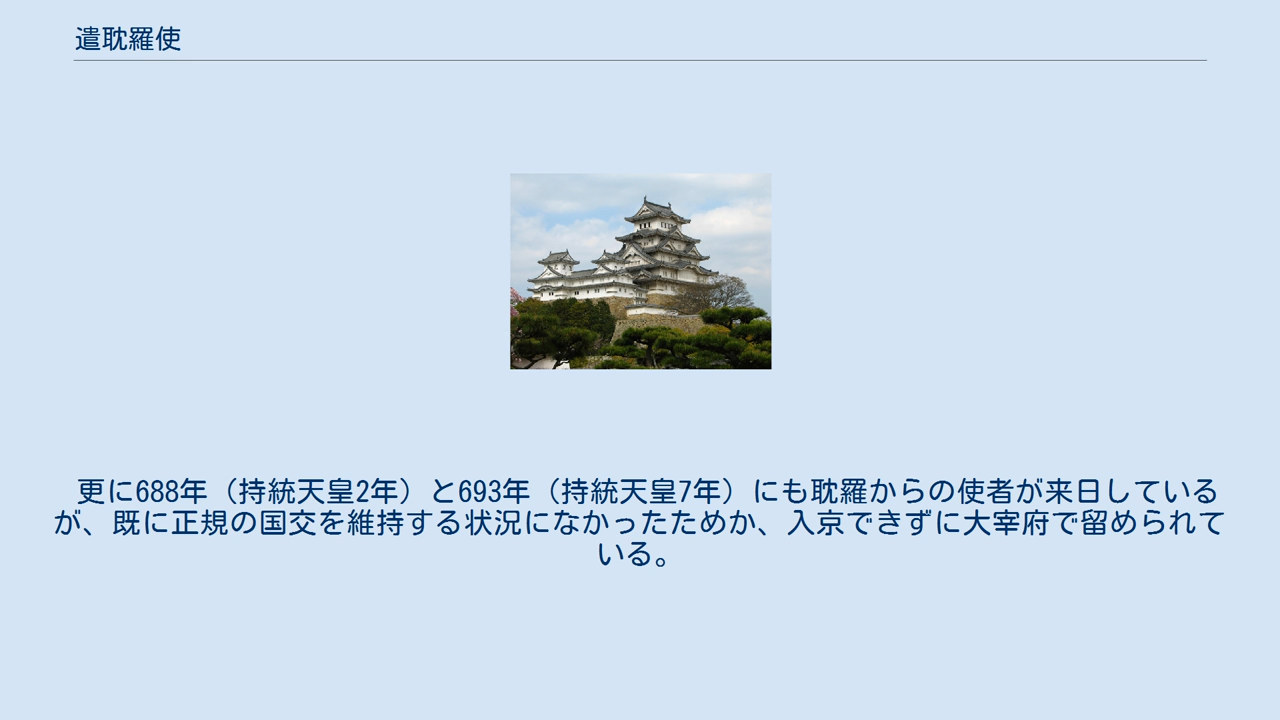 遣耽羅使
更に688年（持統天皇2年）と693年（持統天皇7年）にも耽羅からの使者が来日している
が、既に正規の国交を維持する状況になかったためか、入京できずに大宰府で留められて
いる。